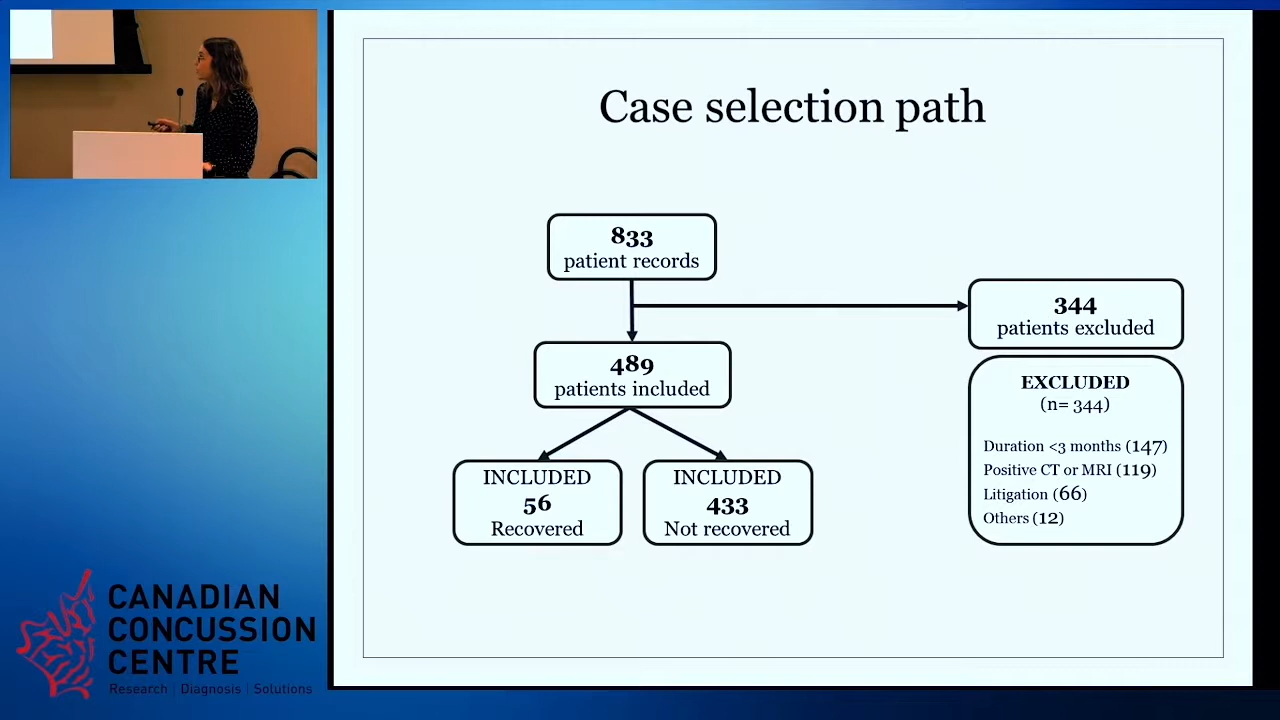 Case selection path
833
patient records
344
patients excluded
489
patients included
EXCLUDED
(n= 344)
Duration <3 months (147)
Positive CT or MRI (119)
Litigation (66)
Others (12)
INCLUDED
56
Recovered
INCLUDED
433
Not recovered
CANADIAN
CONCUSSION
CENTRE
Research | Diagnosis | Solutions